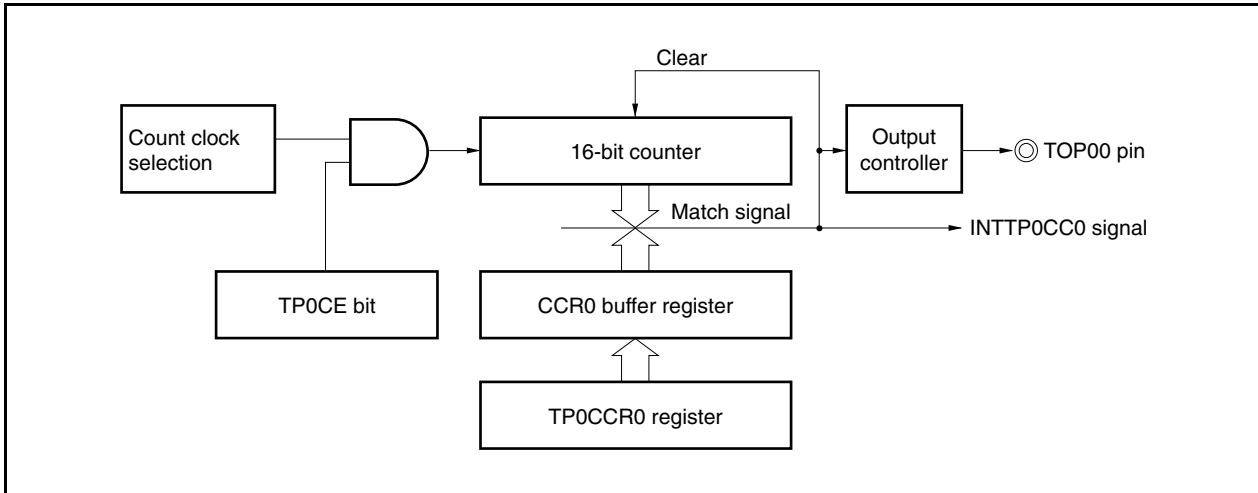 Clear
Count clock
selection
16-bit counter
Output
controller
TOP00 pin
Match signal
INTTP0CC0 signal
TP0CE bit
CCR0 buffer register
TP0CCR0 register